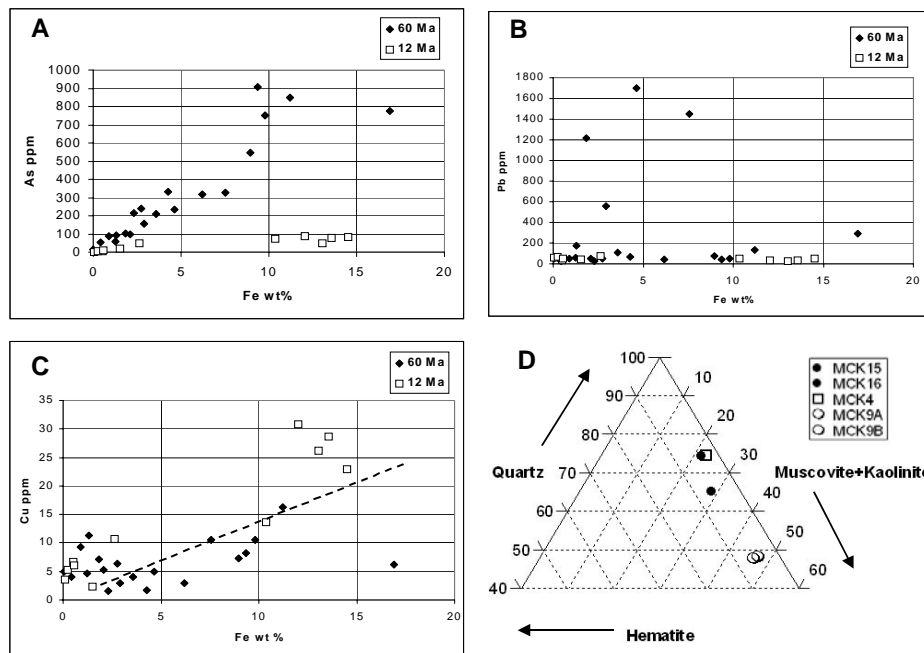 A
60 Ma
12 Ma
As ppm
1000
900
800
700
600
500
400
300
200
100
0
0 5 10 15 20
Fe wt%
B
60 Ma
12 Ma
Pb ppm
1800
1600
1400
1200
1000
800
600
400
200
0
0 5 10 15 20
Fe wt%
C
60 Ma
12 Ma
Cu ppm
35
30
25
20
15
10
5
0
0 5 10 15 20
Fe wt %
D
MCK15
MCK16
MCK4
MCK9A
MCK9B
100
90
80
70
60
50
40
10
20
30
40
50
60
Quartz
Muscovite+Kaolinite
Hematite